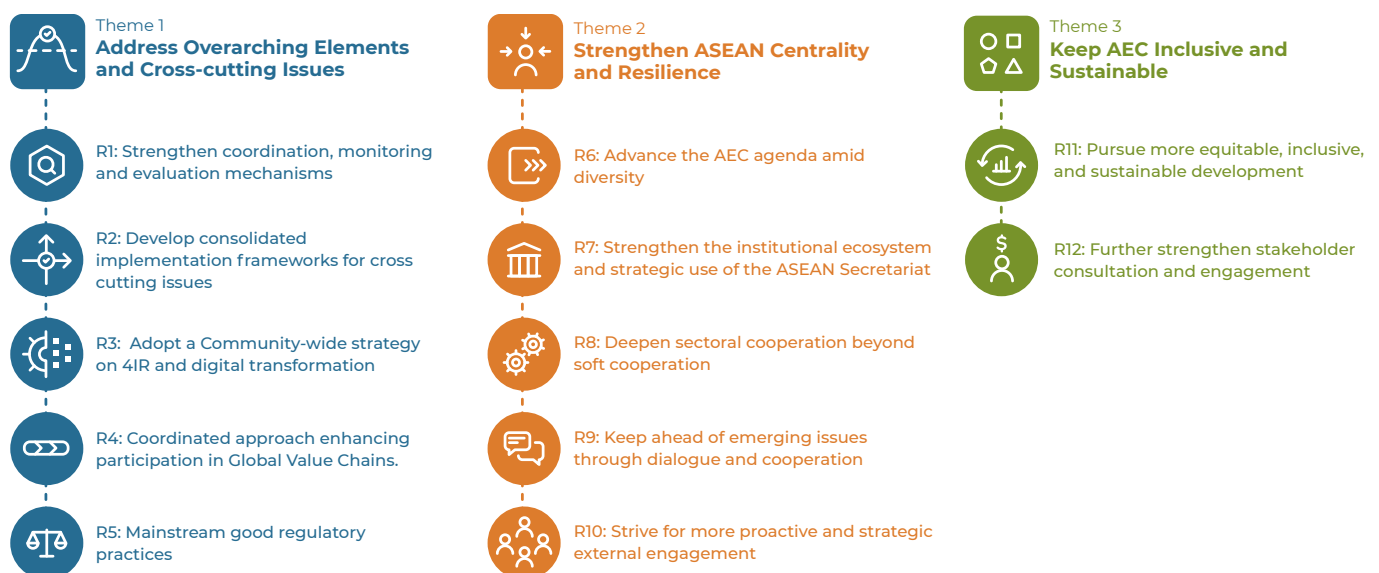 Theme 1
Address Overarching Elements
and Cross-cutting Issues
R1: Strengthen coordination, monitoring
and evaluation mechanisms
R2: Develop consolidated
implementation frameworks for cross
cutting issues
R3:  Adopt a Community-wide strategy
on 4IR and digital transformation
R4: Coordinated approach enhancing
participation in Global Value Chains.
R5: Mainstream good regulatory
practices
Theme 2
Strengthen ASEAN Centrality
and Resilience
R6: Advance the AEC agenda amid
diversity
R7: Strengthen the institutional ecosystem
and strategic use of the ASEAN Secretariat
R8: Deepen sectoral cooperation beyond
soft cooperation
R9: Keep ahead of emerging issues
through dialogue and cooperation
R10: Strive for more proactive and strategic
external engagement
Theme 3
Keep AEC Inclusive and
Sustainable
R11: Pursue more equitable, inclusive,
and sustainable development
$
R12: Further strengthen stakeholder
consultation and engagement